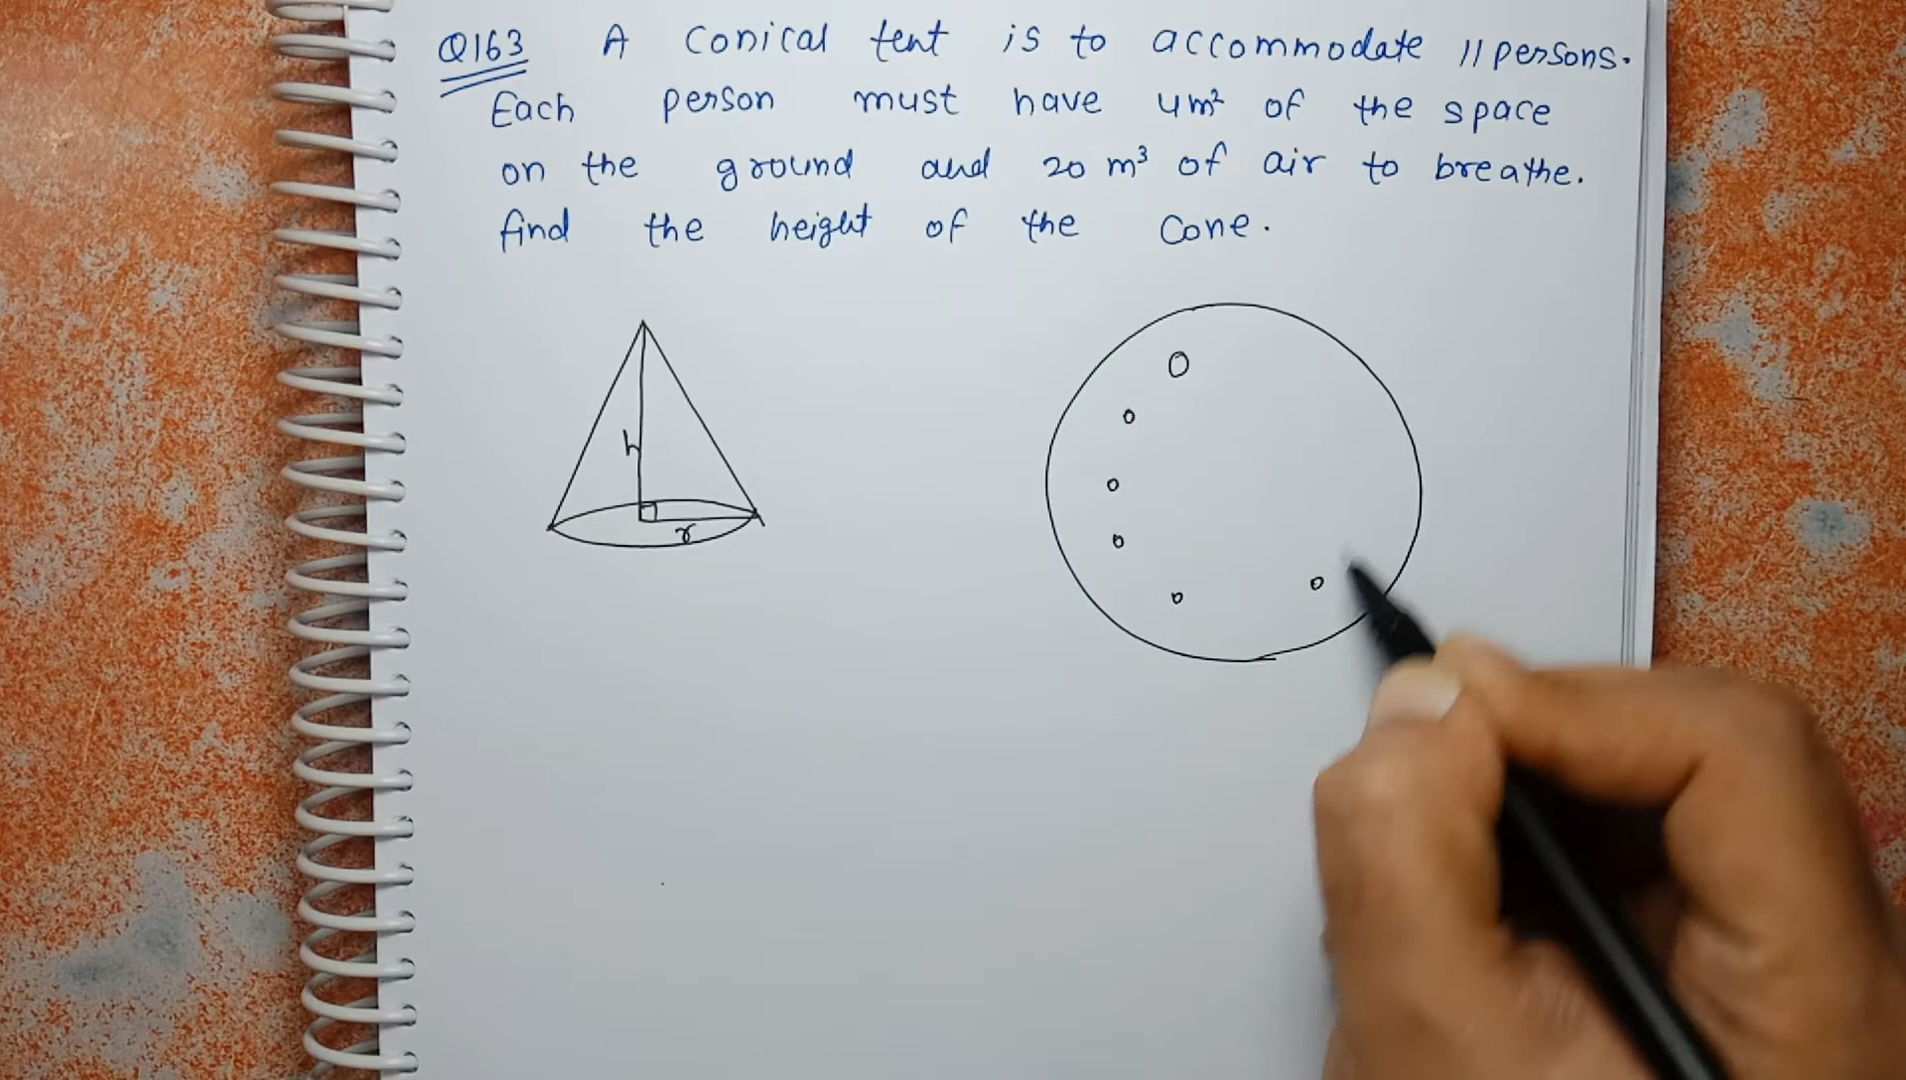 Q163 A conical tent is to accommodate 11 persons.
Each person must have 4m² of the space
on the ground and 20 m³ of air to breathe.
find the height of the cone.
h
r